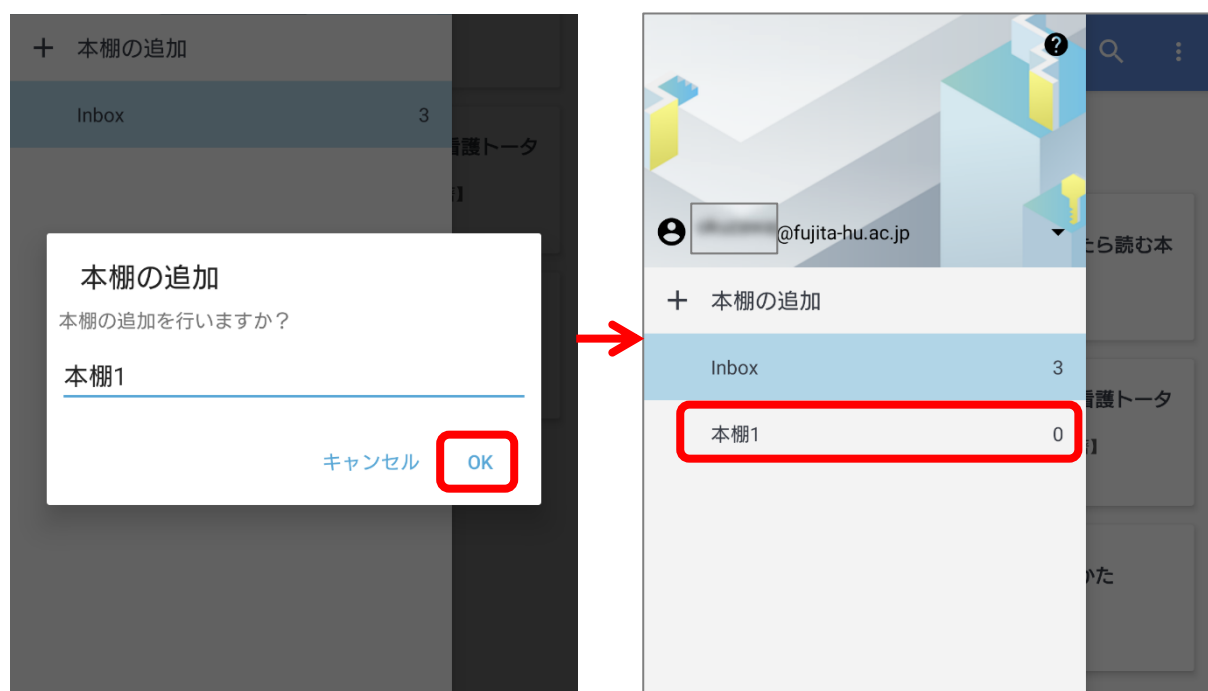 本棚の追加
Inbox 3
看護トータ
本棚の追加
本棚の追加を行いますか？
本棚1
キャンセル OK
@fujita-hu.ac.jp
たら読む本
本棚の追加
Inbox 3
看護トータ
本棚1 0
かた